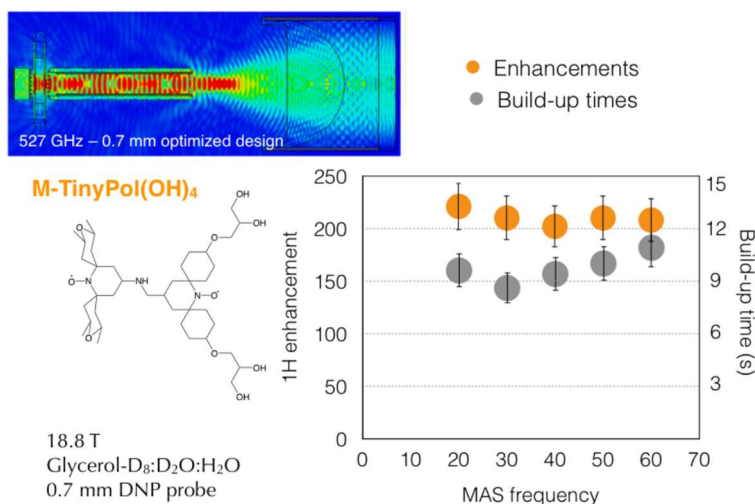 527 GHz – 0.7 mm optimized design
Enhancements
Build-up times
M-TinyPol(OH)₄
OH
OH
O
O
O·
N
NH
N
O·
O
O
OH
OH
18.8 T
Glycerol-D₈:D₂O:H₂O
0.7 mm DNP probe
1H enhancement
250
200
150
100
50
0
0 10 20 30 40 50 60 70
MAS frequency
15
12
9
6
3
Build-up time (s)